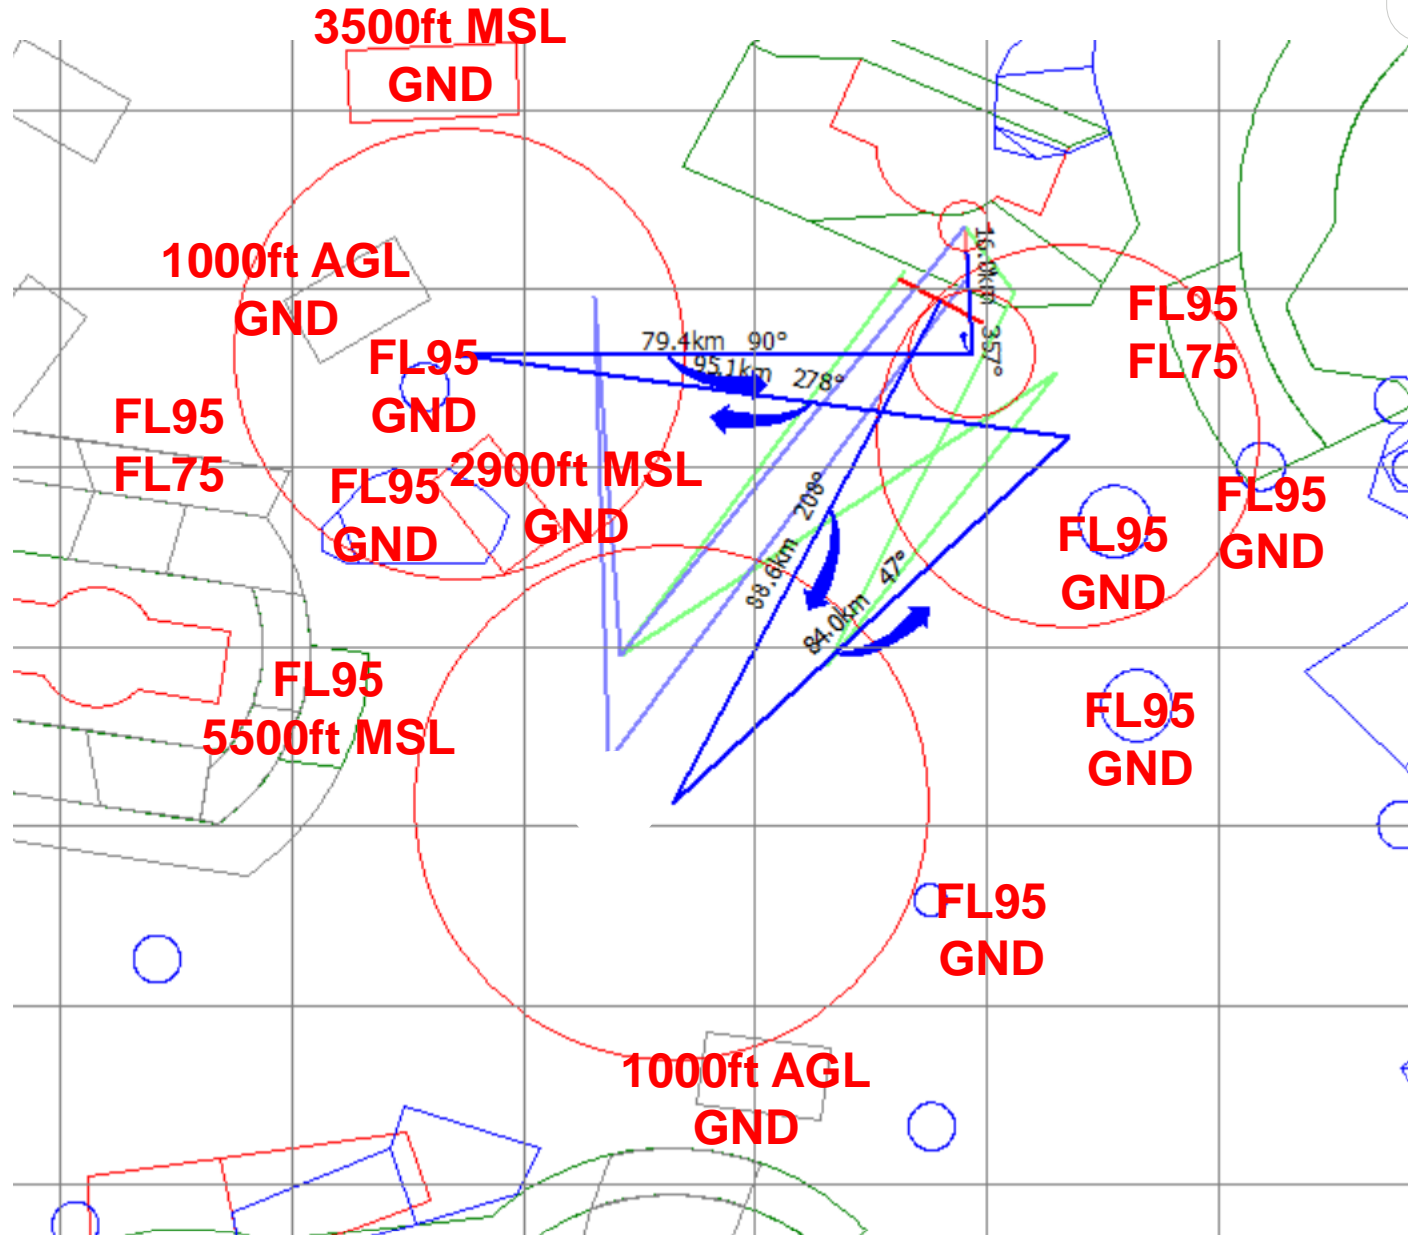 3500ft MSL
GND
1000ft AGL
GND
16.0km 357°
FL95
FL75
79.4km 90°
95.1km 278°
FL95
GND
FL95
FL75
2900ft MSL
GND
FL95
GND
208°
88.6km
47°
84.0km
FL95
GND
FL95
GND
FL95
5500ft MSL
FL95
GND
FL95
GND
1000ft AGL
GND